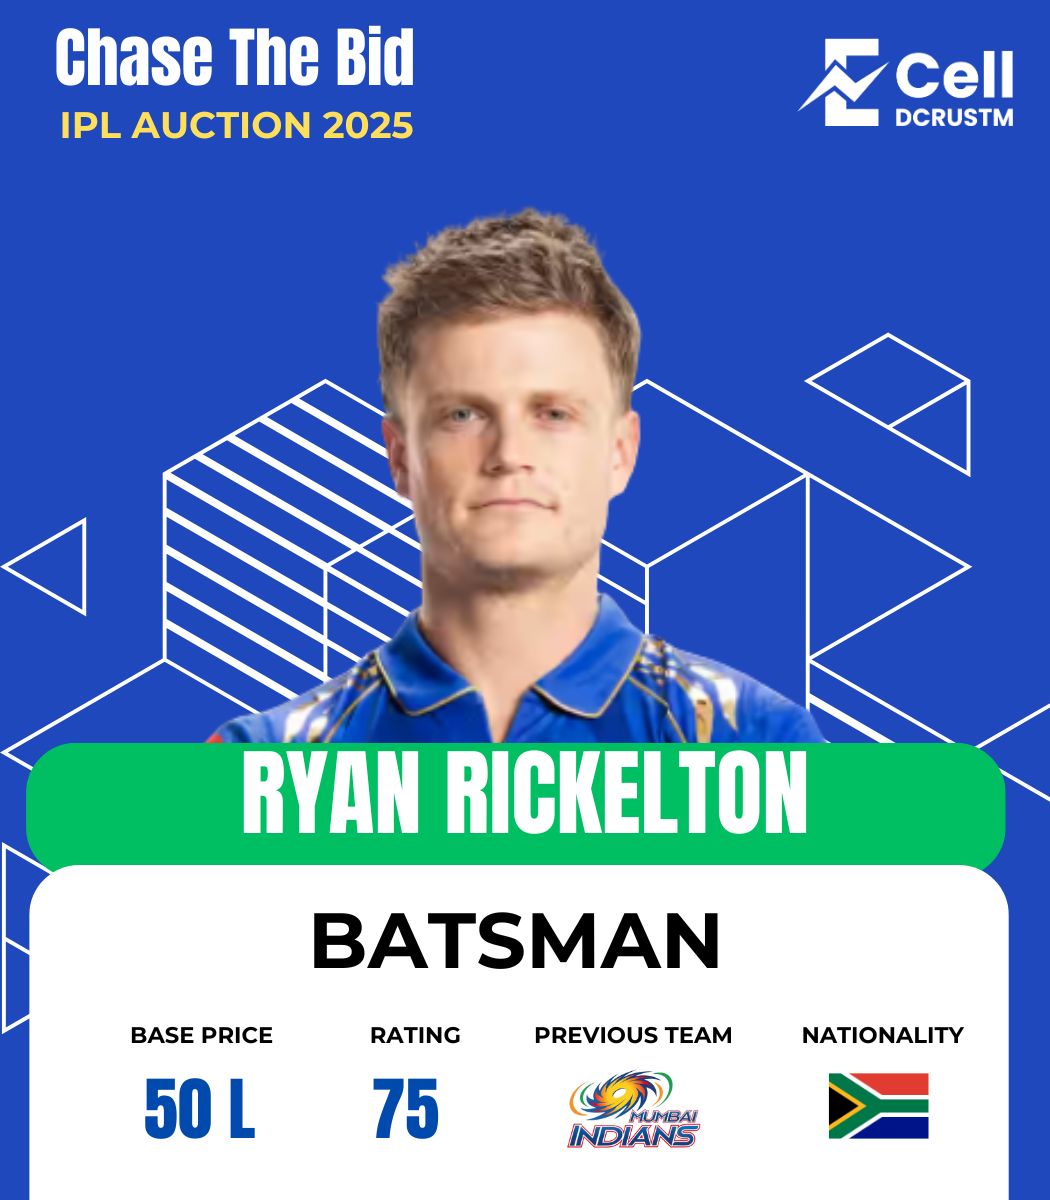 Chase The Bid
IPL AUCTION 2025
Cell
DCRUSTM
RYAN RICKELTON
BATSMAN
BASE PRICE
50 L
RATING
75
PREVIOUS TEAM
MUMBAI
INDIANS
NATIONALITY